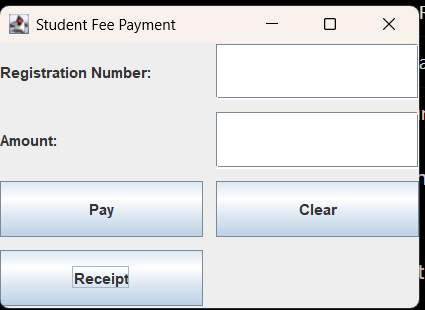 Student Fee Payment
Registration Number:
Amount:
Pay Clear
Receipt